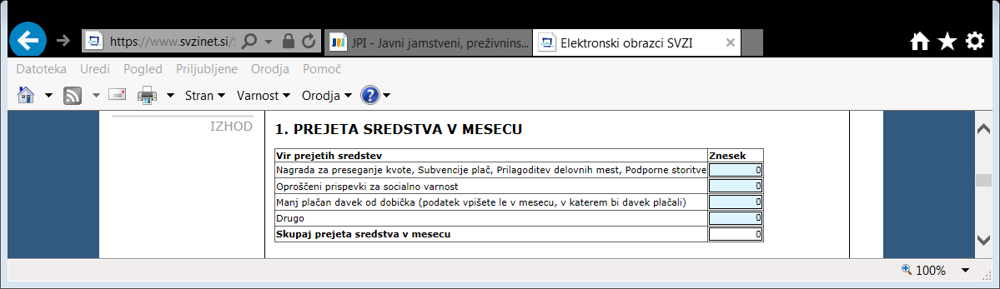 https://www.svzinet.si/
JPI - Javni jamstveni, preživnins...
Elektronski obrazci SVZI
Datoteka Uredi Pogled Priljubljene Orodja Pomoč
Stran Varnost Orodja
IZHOD
1. PREJETA SREDSTVA V MESECU
Vir prejetih sredstev Znesek
Nagrada za preseganje kvote, Subvencije plač, Prilagoditev delovnih mest, Podporne storitve 0
Oproščeni prispevki za socialno varnost 0
Manj plačan davek od dobička (podatek vpišete le v mesecu, v katerem bi davek plačali) 0
Drugo 0
Skupaj prejeta sredstva v mesecu 0
100%